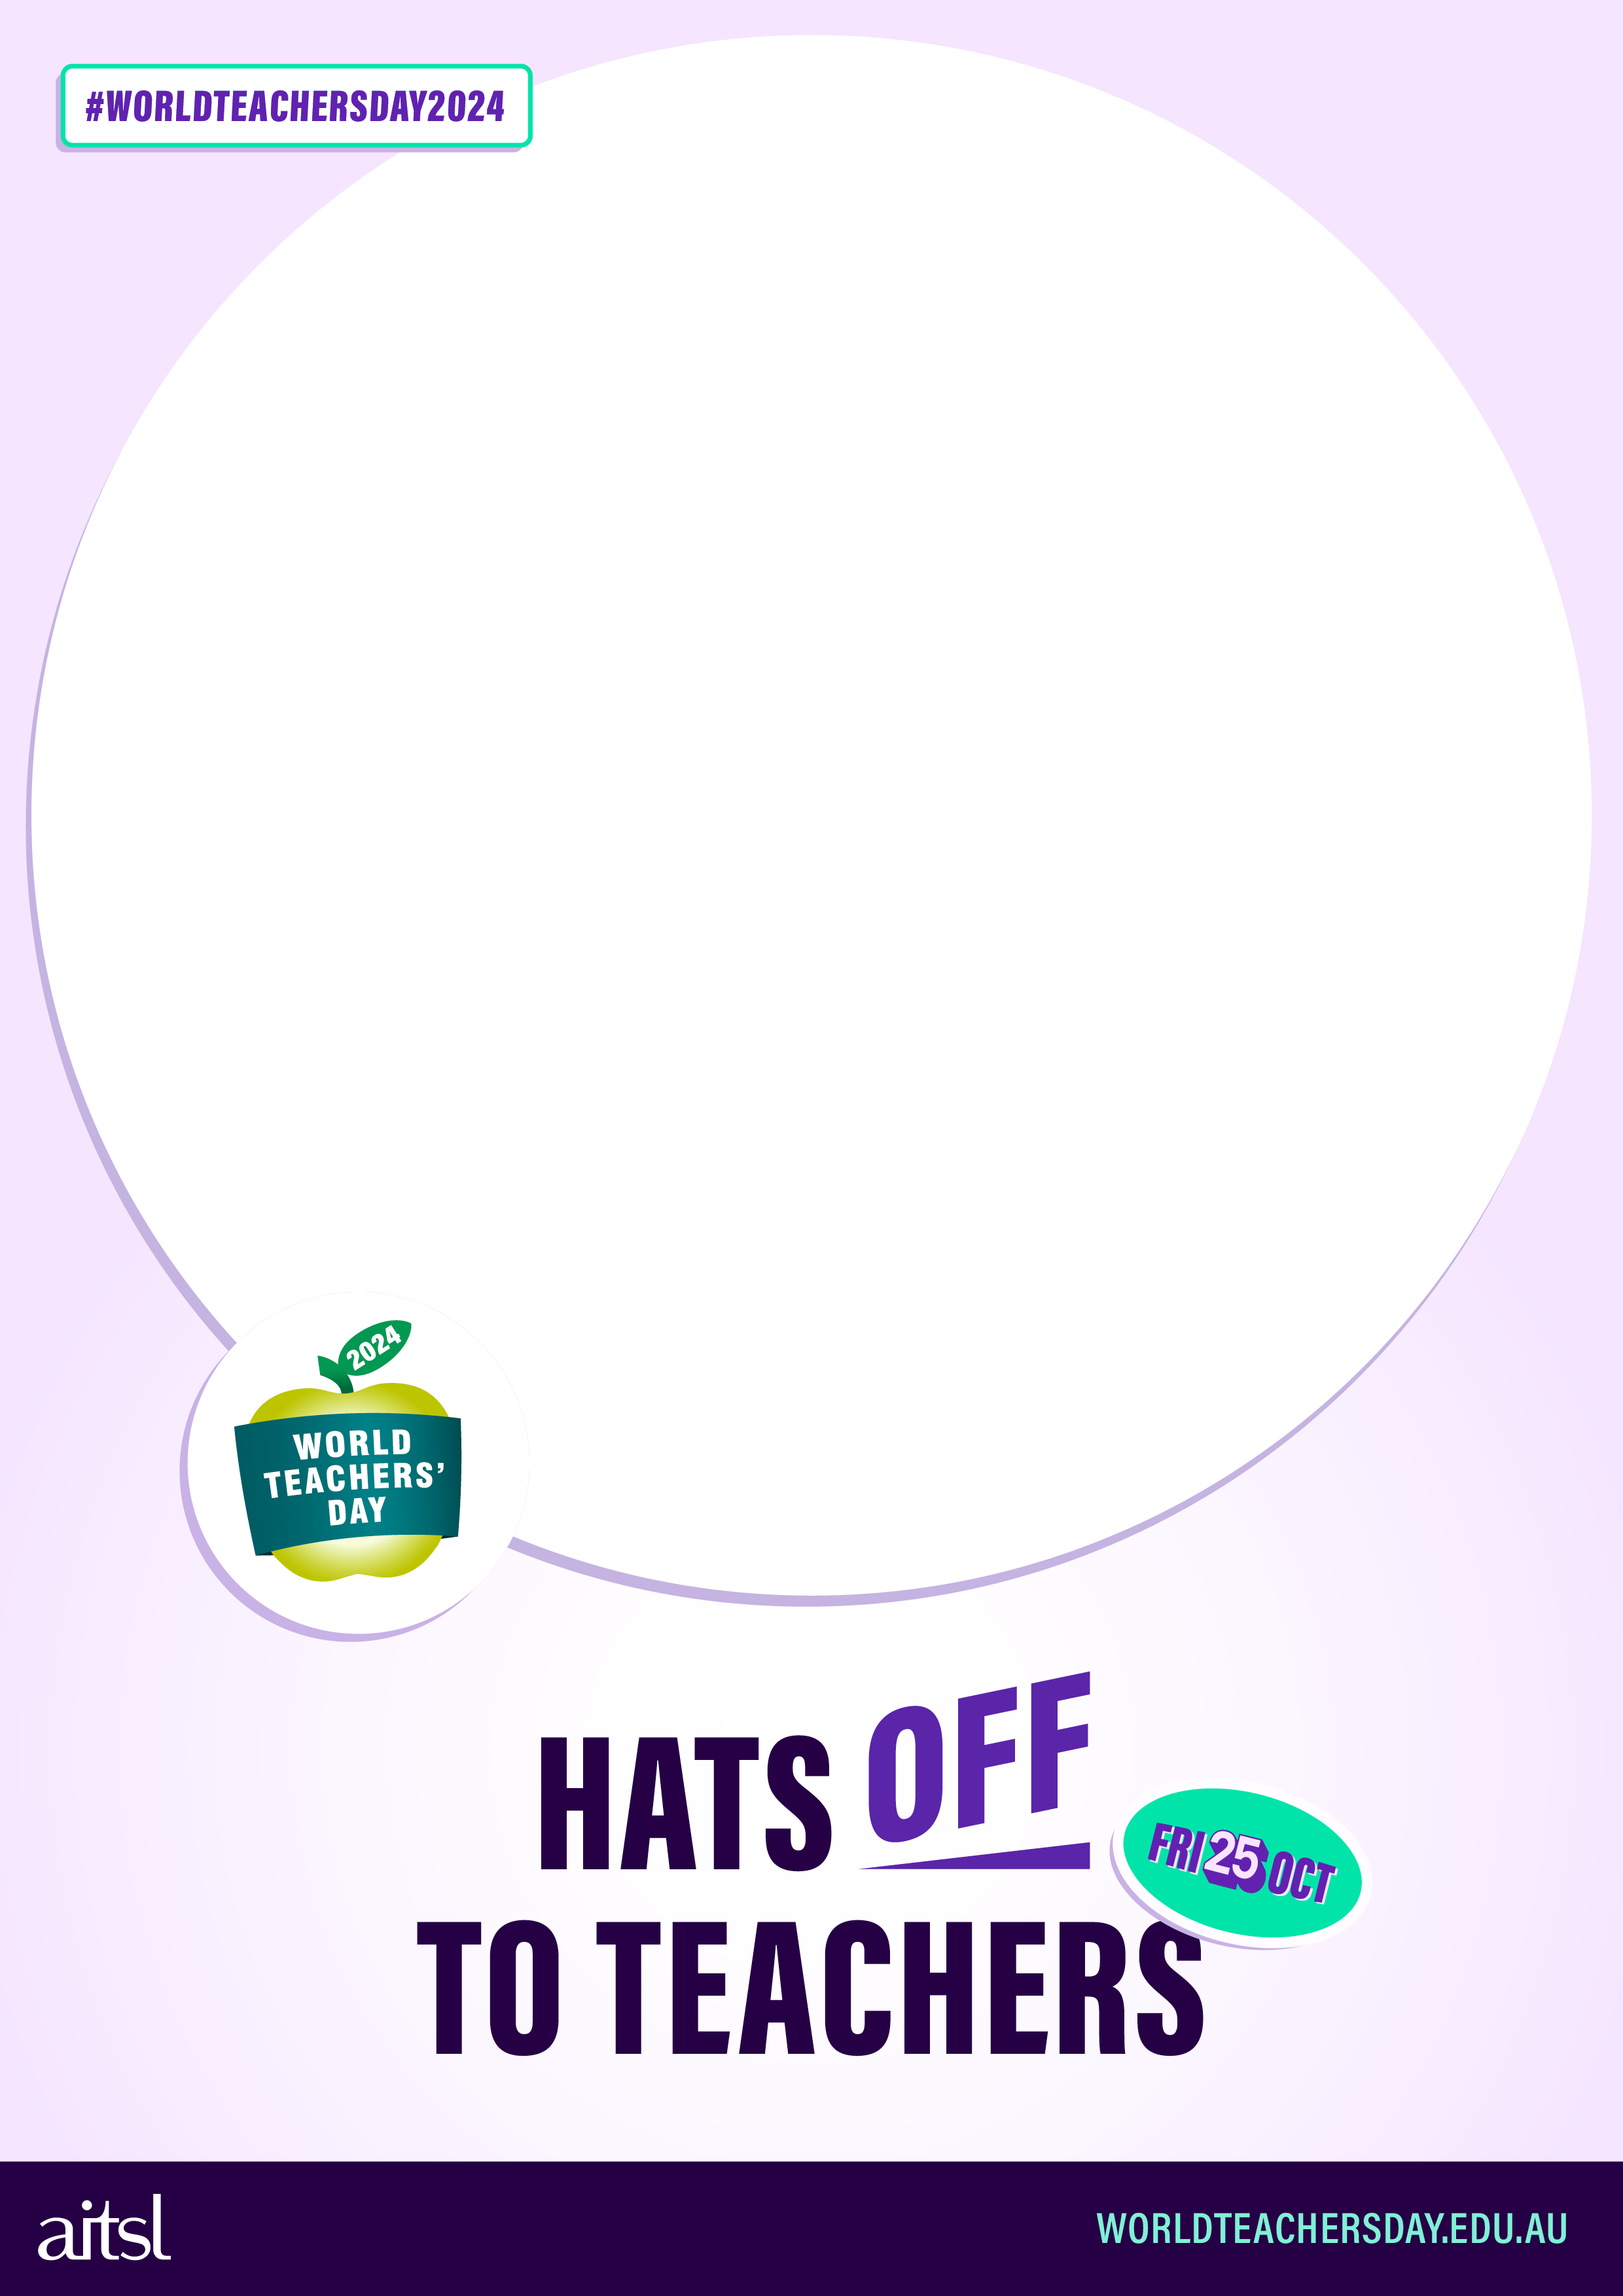 #WORLDTEACHERSDAY2024
2024
WORLD
TEACHERS’
DAY
HATS OFF
FRI 25 OCT
TO TEACHERS
aitsl
WORLDTEACHERSDAY.EDU.AU